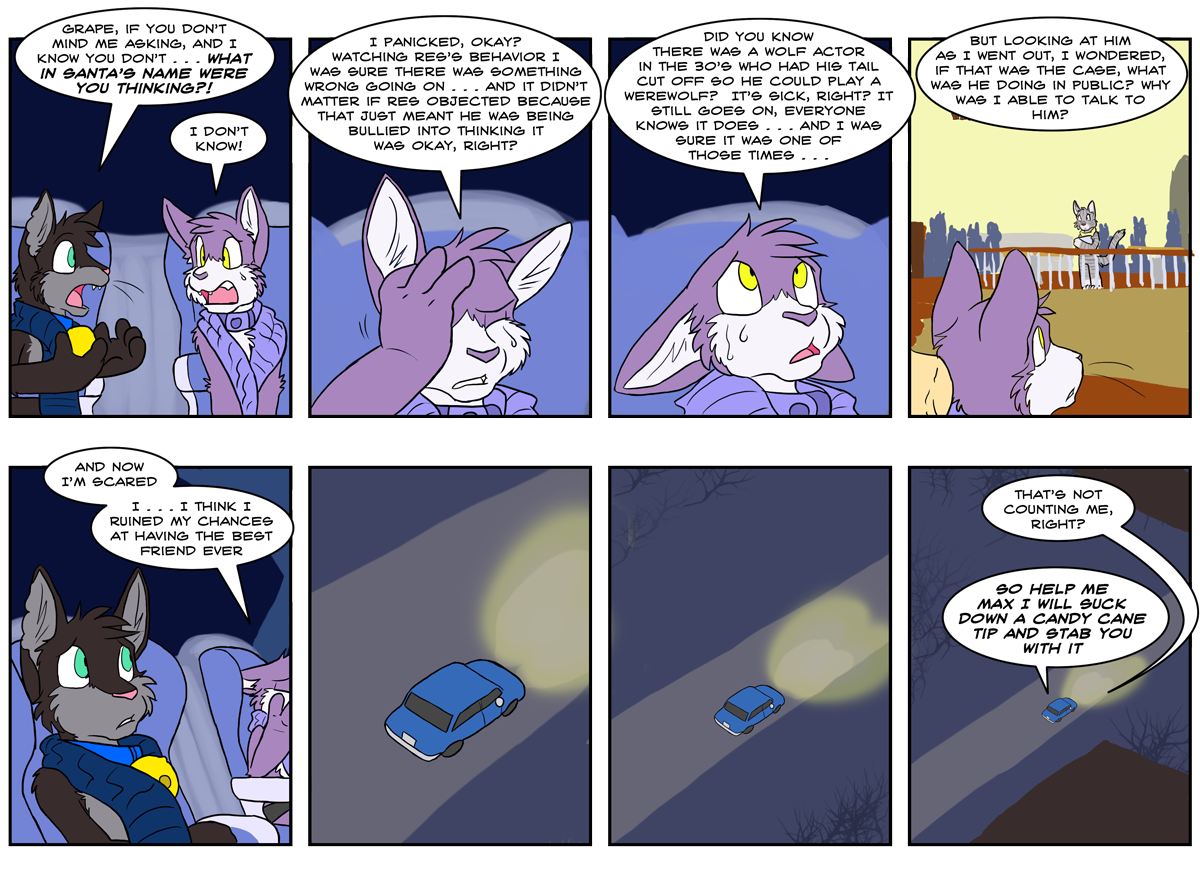 GRAPE, IF YOU DON'T
MIND ME ASKING, AND I
KNOW YOU DON'T . . . WHAT
IN SANTA'S NAME WERE
YOU THINKING?!
I DON'T
KNOW!
I PANICKED, OKAY?
WATCHING RES'S BEHAVIOR I
WAS SURE THERE WAS SOMETHING
WRONG GOING ON . . . AND IT DIDN'T
MATTER IF RES OBJECTED BECAUSE
THAT JUST MEANT HE WAS BEING
BULLIED INTO THINKING IT
WAS OKAY, RIGHT?
DID YOU KNOW
THERE WAS A WOLF ACTOR
IN THE 30'S WHO HAD HIS TAIL
CUT OFF SO HE COULD PLAY A
WEREWOLF? IT'S SICK, RIGHT? IT
STILL GOES ON, EVERYONE
KNOWS IT DOES . . . AND I WAS
SURE IT WAS ONE OF
THOSE TIMES . . .
BUT LOOKING AT HIM
AS I WENT OUT, I WONDERED,
IF THAT WAS THE CASE, WHAT
WAS HE DOING IN PUBLIC? WHY
WAS I ABLE TO TALK TO
HIM?
AND NOW
I'M SCARED
I . . . I THINK I
RUINED MY CHANCES
AT HAVING THE BEST
FRIEND EVER
THAT'S NOT
COUNTING ME,
RIGHT?
SO HELP ME
MAX I WILL SUCK
DOWN A CANDY CANE
TIP AND STAB YOU
WITH IT